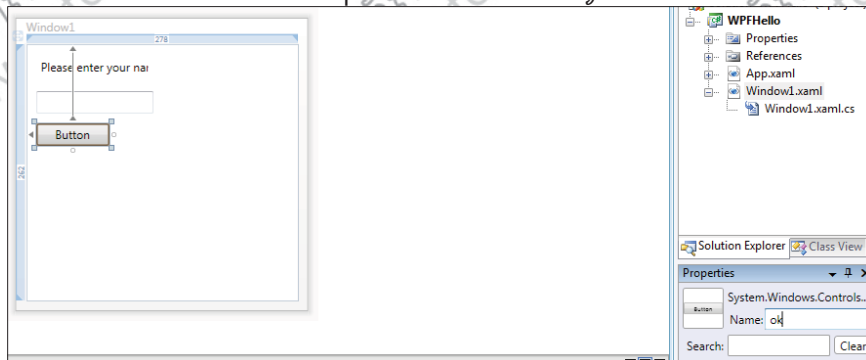 Window1
278
Please enter your nar
Button
262
WPFHello
Properties
References
App.xaml
Window1.xaml
Window1.xaml.cs
Solution Explorer Class View
Properties
Button
System.Windows.Controls...
Name: ok
Search: Clear